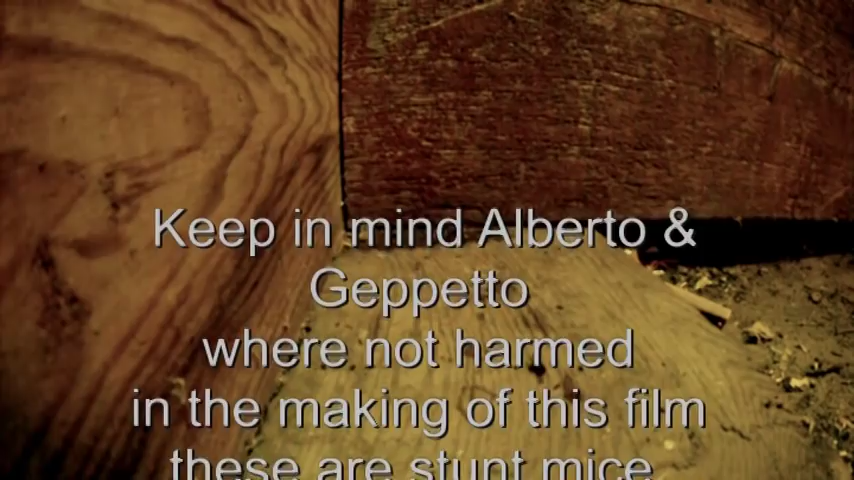 Keep in mind Alberto &
Geppetto
where not harmed
in the making of this film
these are stunt mice